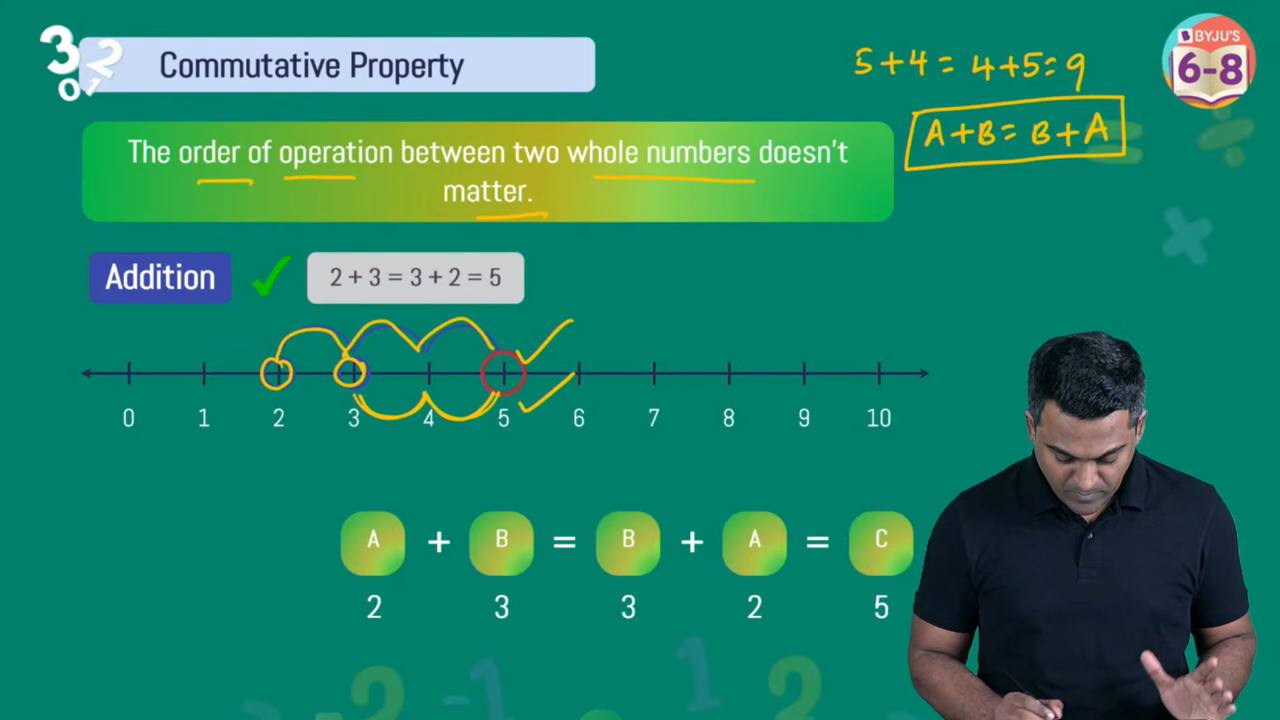 Commutative Property
5+4 = 4+5=9
BYJU'S
6-8
A+B = B+A
The order of operation between two whole numbers doesn't
matter.
Addition ✓ 2 + 3 = 3 + 2 = 5
0 1 2 3 4 5 6 7 8 9 10
A + B = B + A = C
2 3 3 2 5